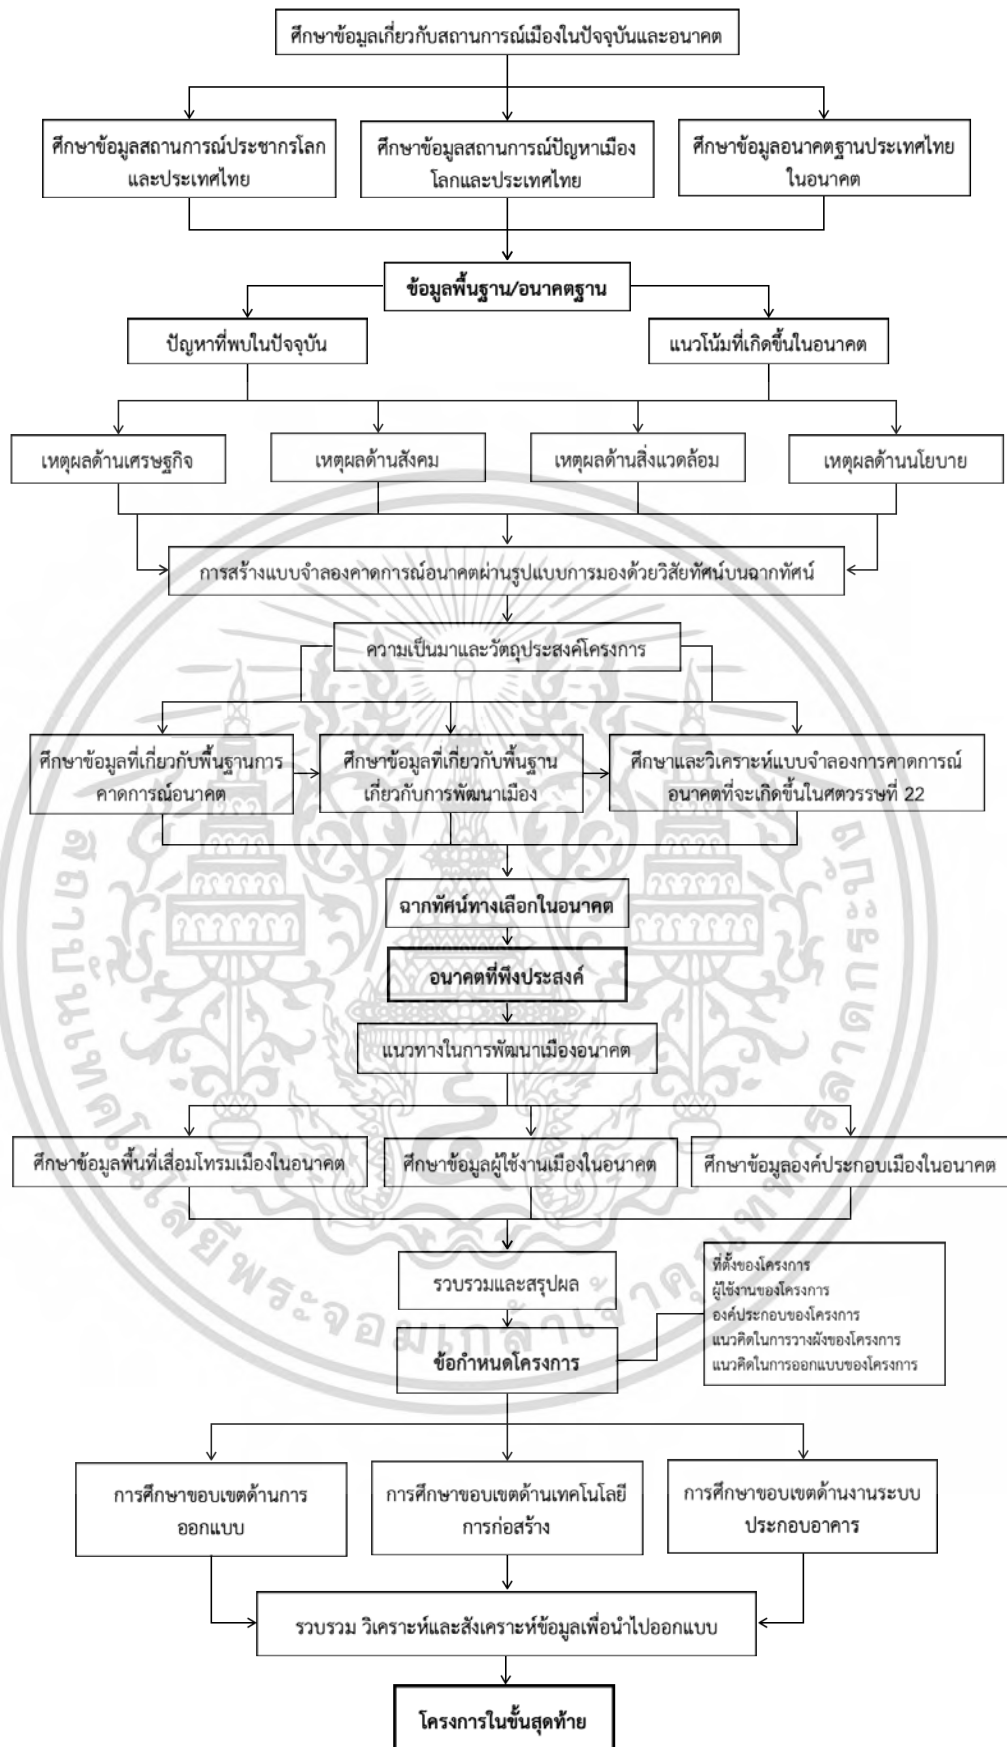 ศึกษาข้อมูลเกี่ยวกับสถานการณ์เมืองในปัจจุบันและอนาคต
ศึกษาข้อมูลสถานการณ์ประชากรโลก
และประเทศไทย
ศึกษาข้อมูลสถานการณ์ปัญหาเมือง
โลกและประเทศไทย
ศึกษาข้อมูลอนาคตฐานประเทศไทย
ในอนาคต
ข้อมูลพื้นฐาน/อนาคตฐาน
ปัญหาที่พบในปัจจุบัน
แนวโน้มที่เกิดขึ้นในอนาคต
เหตุผลด้านเศรษฐกิจ
เหตุผลด้านสังคม
เหตุผลด้านสิ่งแวดล้อม
เหตุผลด้านนโยบาย
การสร้างแบบจำลองคาดการณ์อนาคตผ่านรูปแบบการมองด้วยวิสัยทัศน์บนฉากทัศน์
ความเป็นมาและวัตถุประสงค์โครงการ
ศึกษาข้อมูลที่เกี่ยวกับพื้นฐานการ
คาดการณ์อนาคต
ศึกษาข้อมูลที่เกี่ยวกับพื้นฐาน
เกี่ยวกับการพัฒนาเมือง
ศึกษาและวิเคราะห์แบบจำลองการคาดการณ์
อนาคตที่จะเกิดขึ้นในศตวรรษที่ 22
ฉากทัศน์ทางเลือกในอนาคต
อนาคตที่พึงประสงค์
แนวทางในการพัฒนาเมืองอนาคต
ศึกษาข้อมูลพื้นที่เสื่อมโทรมเมืองในอนาคต
ศึกษาข้อมูลผู้ใช้งานเมืองในอนาคต
ศึกษาข้อมูลองค์ประกอบเมืองในอนาคต
รวบรวมและสรุปผล
ที่ตั้งของโครงการ
ผู้ใช้งานของโครงการ
องค์ประกอบของโครงการ
แนวคิดในการวางผังของโครงการ
แนวคิดในการออกแบบของโครงการ
ข้อกำหนดโครงการ
การศึกษาขอบเขตด้านการ
ออกแบบ
การศึกษาขอบเขตด้านเทคโนโลยี
การก่อสร้าง
การศึกษาขอบเขตด้านงานระบบ
ประกอบอาคาร
รวบรวม วิเคราะห์และสังเคราะห์ข้อมูลเพื่อนำไปออกแบบ
โครงการในขั้นสุดท้าย
สถาบันเทคโนโลยีพระจอมเกล้าเจ้าคุณทหารลาดกระบัง